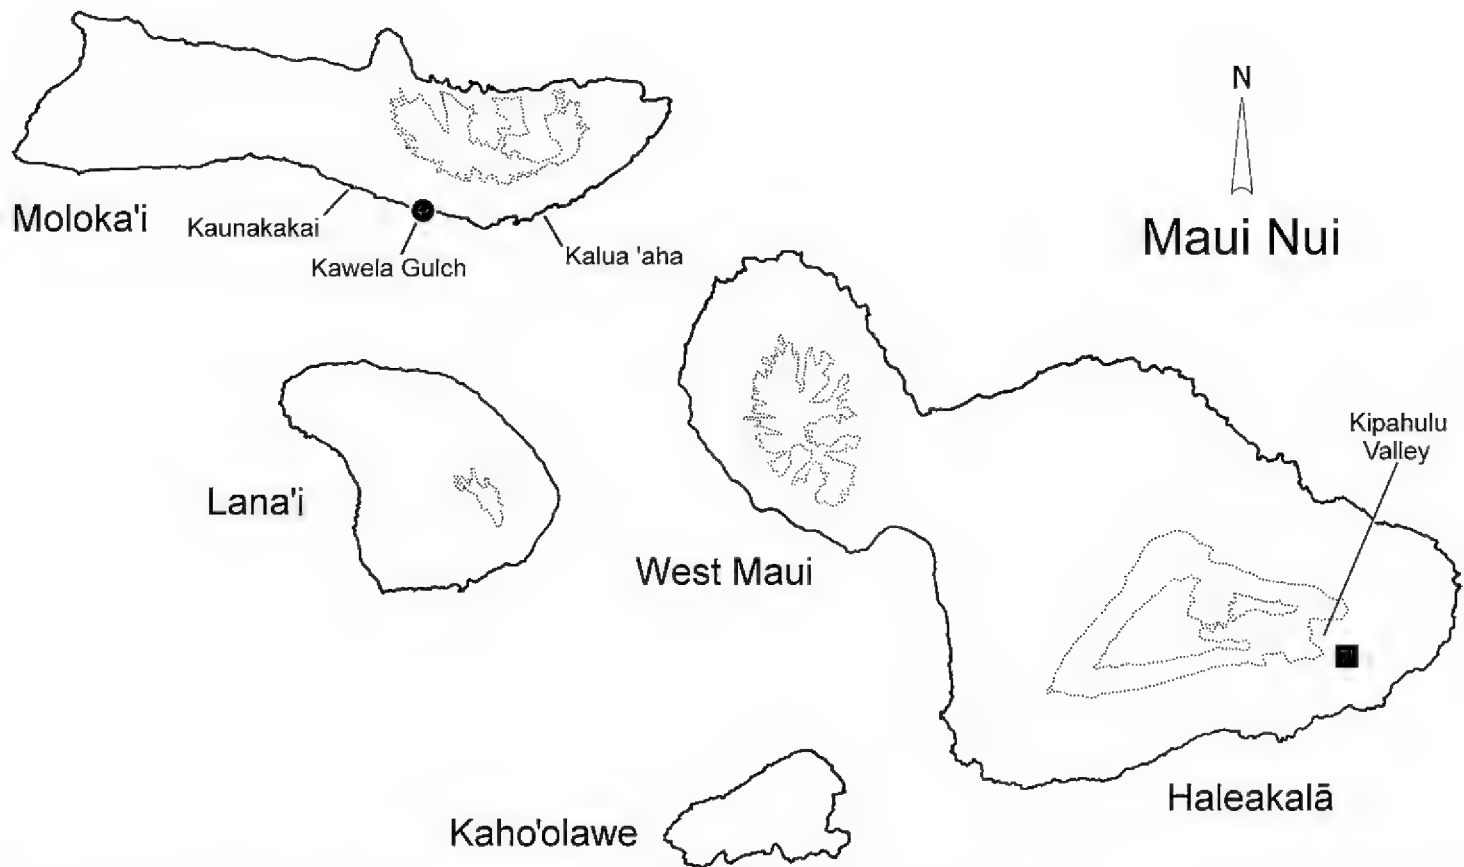 N
Maui Nui
Moloka'i
Kaunakakai
Kawela Gulch
Kalua 'aha
Kipahulu
Valley
Lana'i
West Maui
Haleakalā
Kaho'olawe